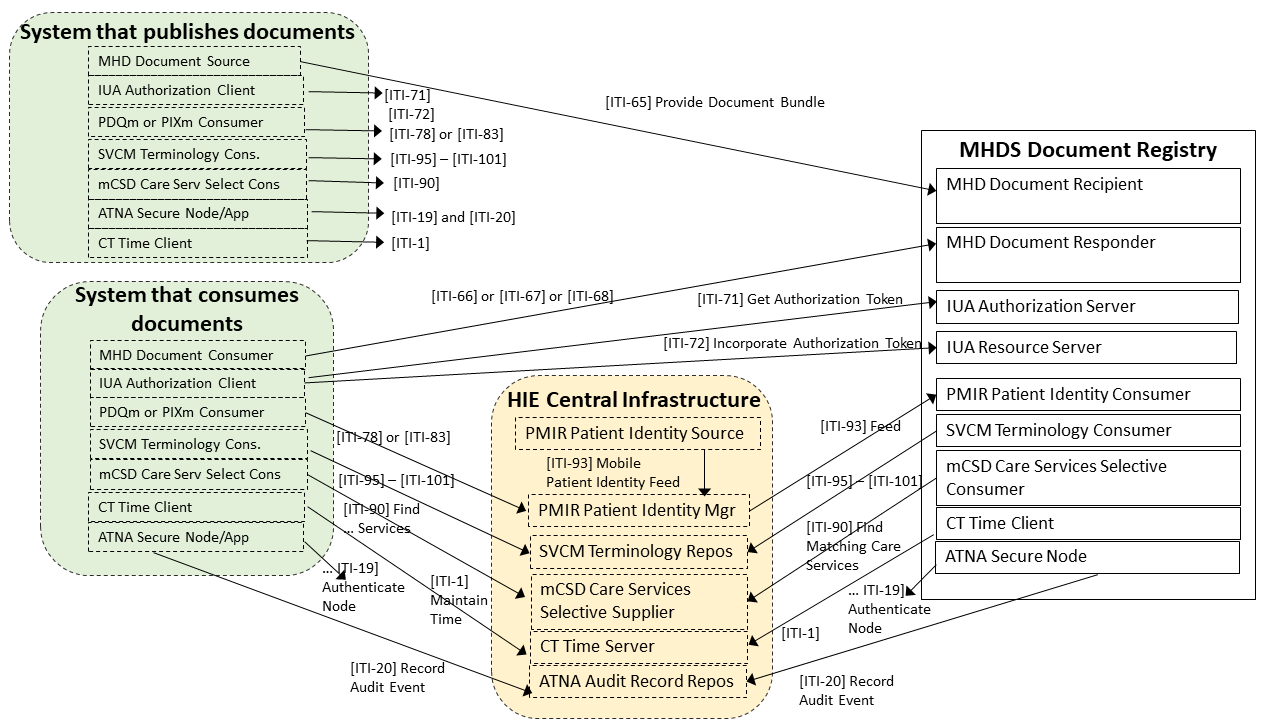 System that publishes documents
MHD Document Source
IUA Authorization Client
PDQm or PIXm Consumer
SVCM Terminology Cons.
mCSD Care Serv Select Cons
ATNA Secure Node/App
CT Time Client
[ITI-71]
[ITI-72]
[ITI-78] or [ITI-83]
[ITI-95] – [ITI-101]
[ITI-90]
[ITI-19] and [ITI-20]
[ITI-1]
[ITI-65] Provide Document Bundle
System that consumes
documents
MHD Document Consumer
IUA Authorization Client
PDQm or PIXm Consumer
SVCM Terminology Cons.
mCSD Care Serv Select Cons
CT Time Client
ATNA Secure Node/App
[ITI-66] or [ITI-67] or [ITI-68]
[ITI-71] Get Authorization Token
[ITI-72] Incorporate Authorization Token
[ITI-78] or [ITI-83]
[ITI-95] – [ITI-101]
[ITI-90] Find
... Services
... ITI-19]
Authenticate
Node
[ITI-1]
Maintain
Time
[ITI-20] Record
Audit Event
HIE Central Infrastructure
PMIR Patient Identity Source
[ITI-93] Mobile
Patient Identity Feed
PMIR Patient Identity Mgr
SVCM Terminology Repos
mCSD Care Services
Selective Supplier
CT Time Server
ATNA Audit Record Repos
[ITI-93] Feed
[ITI-95] – [ITI-101]
[ITI-90] Find
Matching Care
Services
... ITI-19]
Authenticate
Node
[ITI-1]
[ITI-20] Record
Audit Event
MHDS Document Registry
MHD Document Recipient
MHD Document Responder
IUA Authorization Server
IUA Resource Server
PMIR Patient Identity Consumer
SVCM Terminology Consumer
mCSD Care Services Selective
Consumer
CT Time Client
ATNA Secure Node